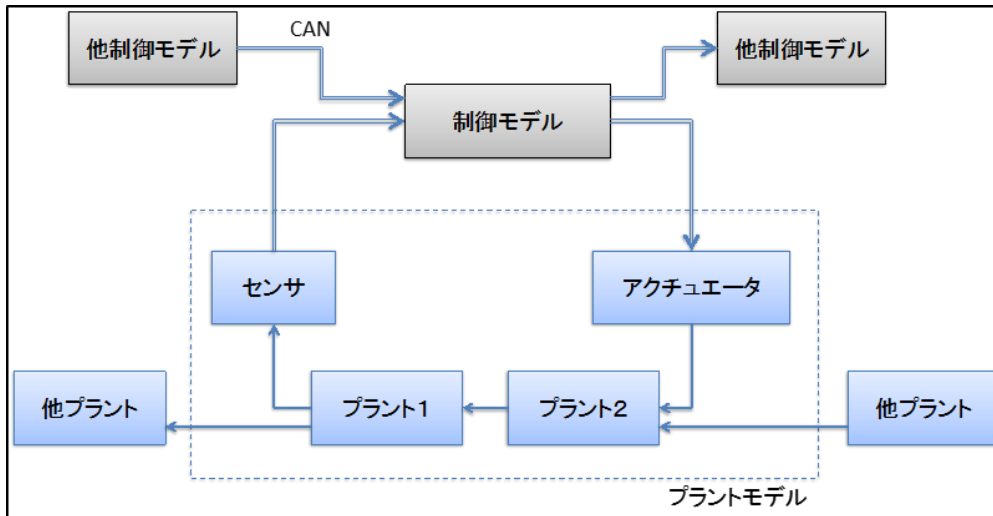 他制御モデル
CAN
他制御モデル
制御モデル
センサ
アクチュエータ
他プラント
プラント１
プラント２
他プラント
プラントモデル